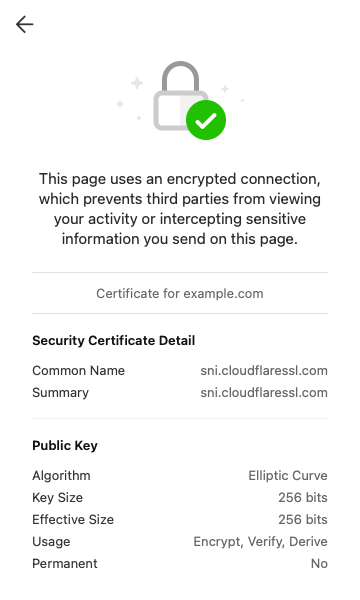 This page uses an encrypted connection,
which prevents third parties from viewing
your activity or intercepting sensitive
information you send on this page.
Certificate for example.com
Security Certificate Detail
Common Name sni.cloudflaressl.com
Summary sni.cloudflaressl.com
Public Key
Algorithm Elliptic Curve
Key Size 256 bits
Effective Size 256 bits
Usage Encrypt, Verify, Derive
Permanent No